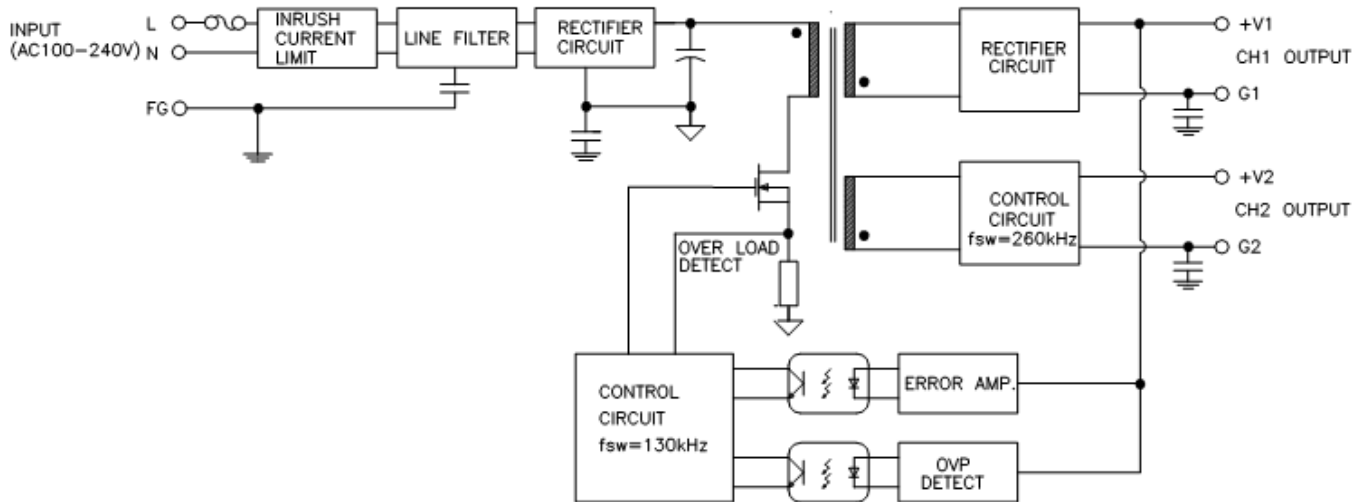 INPUT
(AC100-240V)
L
N
FG
INRUSH
CURRENT
LIMIT
LINE FILTER
RECTIFIER
CIRCUIT
RECTIFIER
CIRCUIT
+V1
CH1 OUTPUT
G1
CONTROL
CIRCUIT
fsw=260kHz
+V2
CH2 OUTPUT
G2
OVER LOAD
DETECT
CONTROL
CIRCUIT
fsw=130kHz
ERROR AMP.
OVP
DETECT